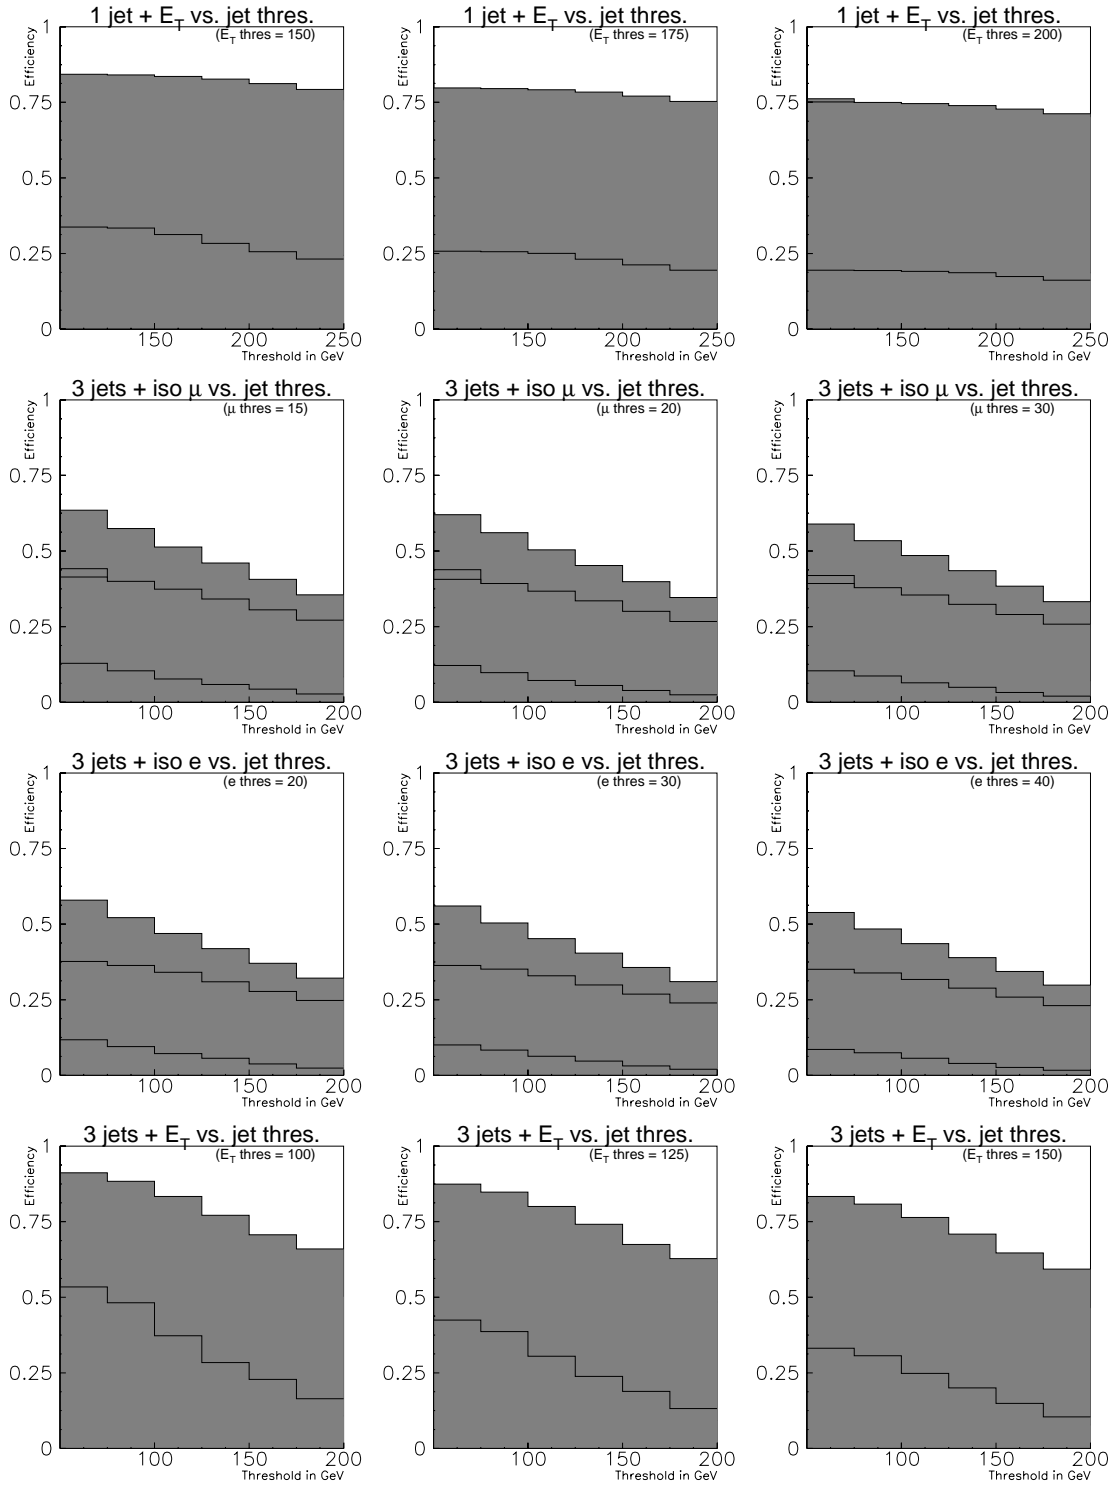 1 jet + E_T vs. jet thres.
(E_T thres = 150)
Efficiency
1
0.75
0.5
0.25
0
150
200
250
Threshold in GeV
1 jet + E_T vs. jet thres.
(E_T thres = 175)
Efficiency
1
0.75
0.5
0.25
0
150
200
250
Threshold in GeV
1 jet + E_T vs. jet thres.
(E_T thres = 200)
Efficiency
1
0.75
0.5
0.25
0
150
200
250
Threshold in GeV
3 jets + iso μ vs. jet thres.
(μ thres = 15)
Efficiency
1
0.75
0.5
0.25
0
100
150
200
Threshold in GeV
3 jets + iso μ vs. jet thres.
(μ thres = 20)
Efficiency
1
0.75
0.5
0.25
0
100
150
200
Threshold in GeV
3 jets + iso μ vs. jet thres.
(μ thres = 30)
Efficiency
1
0.75
0.5
0.25
0
100
150
200
Threshold in GeV
3 jets + iso e vs. jet thres.
(e thres = 20)
Efficiency
1
0.75
0.5
0.25
0
100
150
200
Threshold in GeV
3 jets + iso e vs. jet thres.
(e thres = 30)
Efficiency
1
0.75
0.5
0.25
0
100
150
200
Threshold in GeV
3 jets + iso e vs. jet thres.
(e thres = 40)
Efficiency
1
0.75
0.5
0.25
0
100
150
200
Threshold in GeV
3 jets + E_T vs. jet thres.
(E_T thres = 100)
Efficiency
1
0.75
0.5
0.25
0
100
150
200
Threshold in GeV
3 jets + E_T vs. jet thres.
(E_T thres = 125)
Efficiency
1
0.75
0.5
0.25
0
100
150
200
Threshold in GeV
3 jets + E_T vs. jet thres.
(E_T thres = 150)
Efficiency
1
0.75
0.5
0.25
0
100
150
200
Threshold in GeV